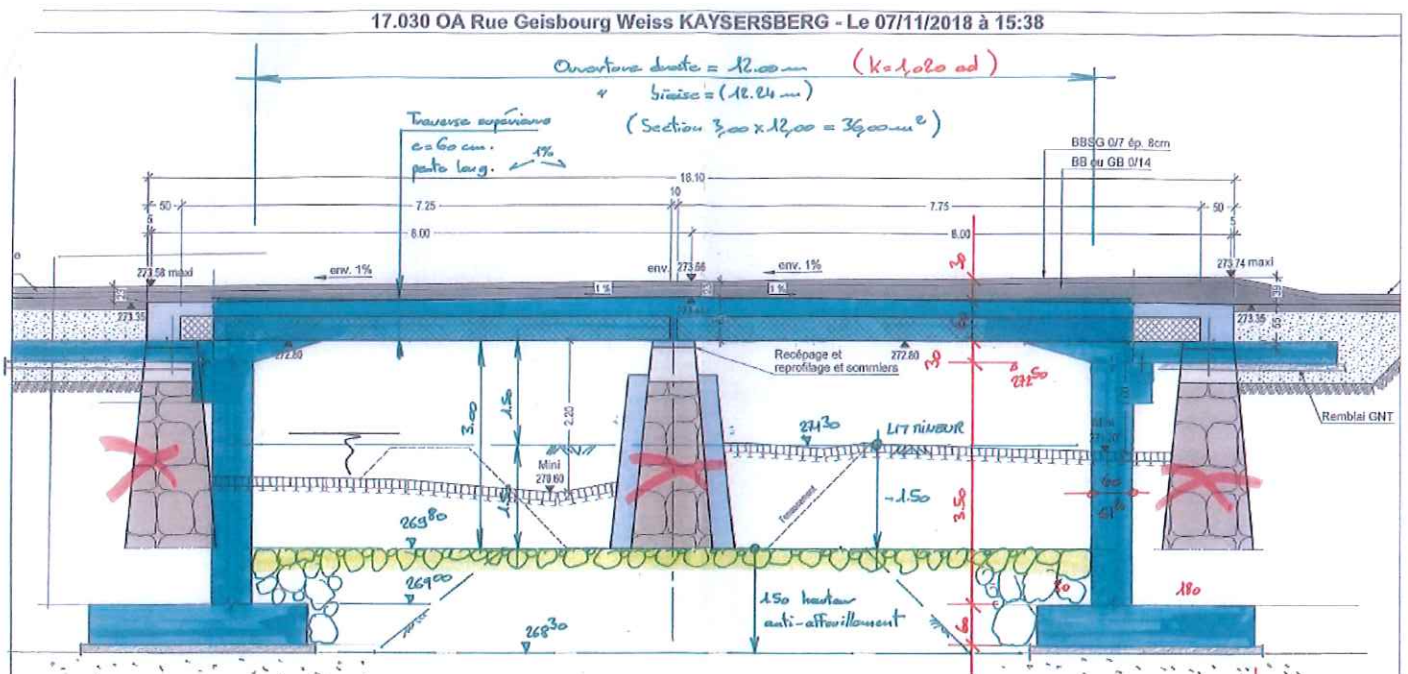 17.030 OA Rue Geisbourg Weiss KAYSERSBERG - Le 07/11/2018 à 15:38
Ouverture droite = 12.00 m (k=1,020 ad)
" biaise = (12.24 m)
(Section 3,00 x 12,00 = 36,00 m²)
Traverse supérieure
e = 60 cm.
pente long. 1%
BBSG 0/7 ép. 8cm
BB ou GB 0/14
18.10
50
7.25
10
7.75
50
5
8.00
8.00
5
273.58 maxi
env. 1%
env. 273.66
env. 1%
273.74 maxi
1 %
1 %
273.35
273.35
272.80
272.80
Recépage et
reprofilage et sommiers
272 50
Remblai GNT
3.00
1.50
2.20
271 30
LIT MINEUR
Mini
270.60
1.50
Terrassement
-1.50
3.50
269 80
269 00
1.50 hauteur
anti-affouillement
180
268 30